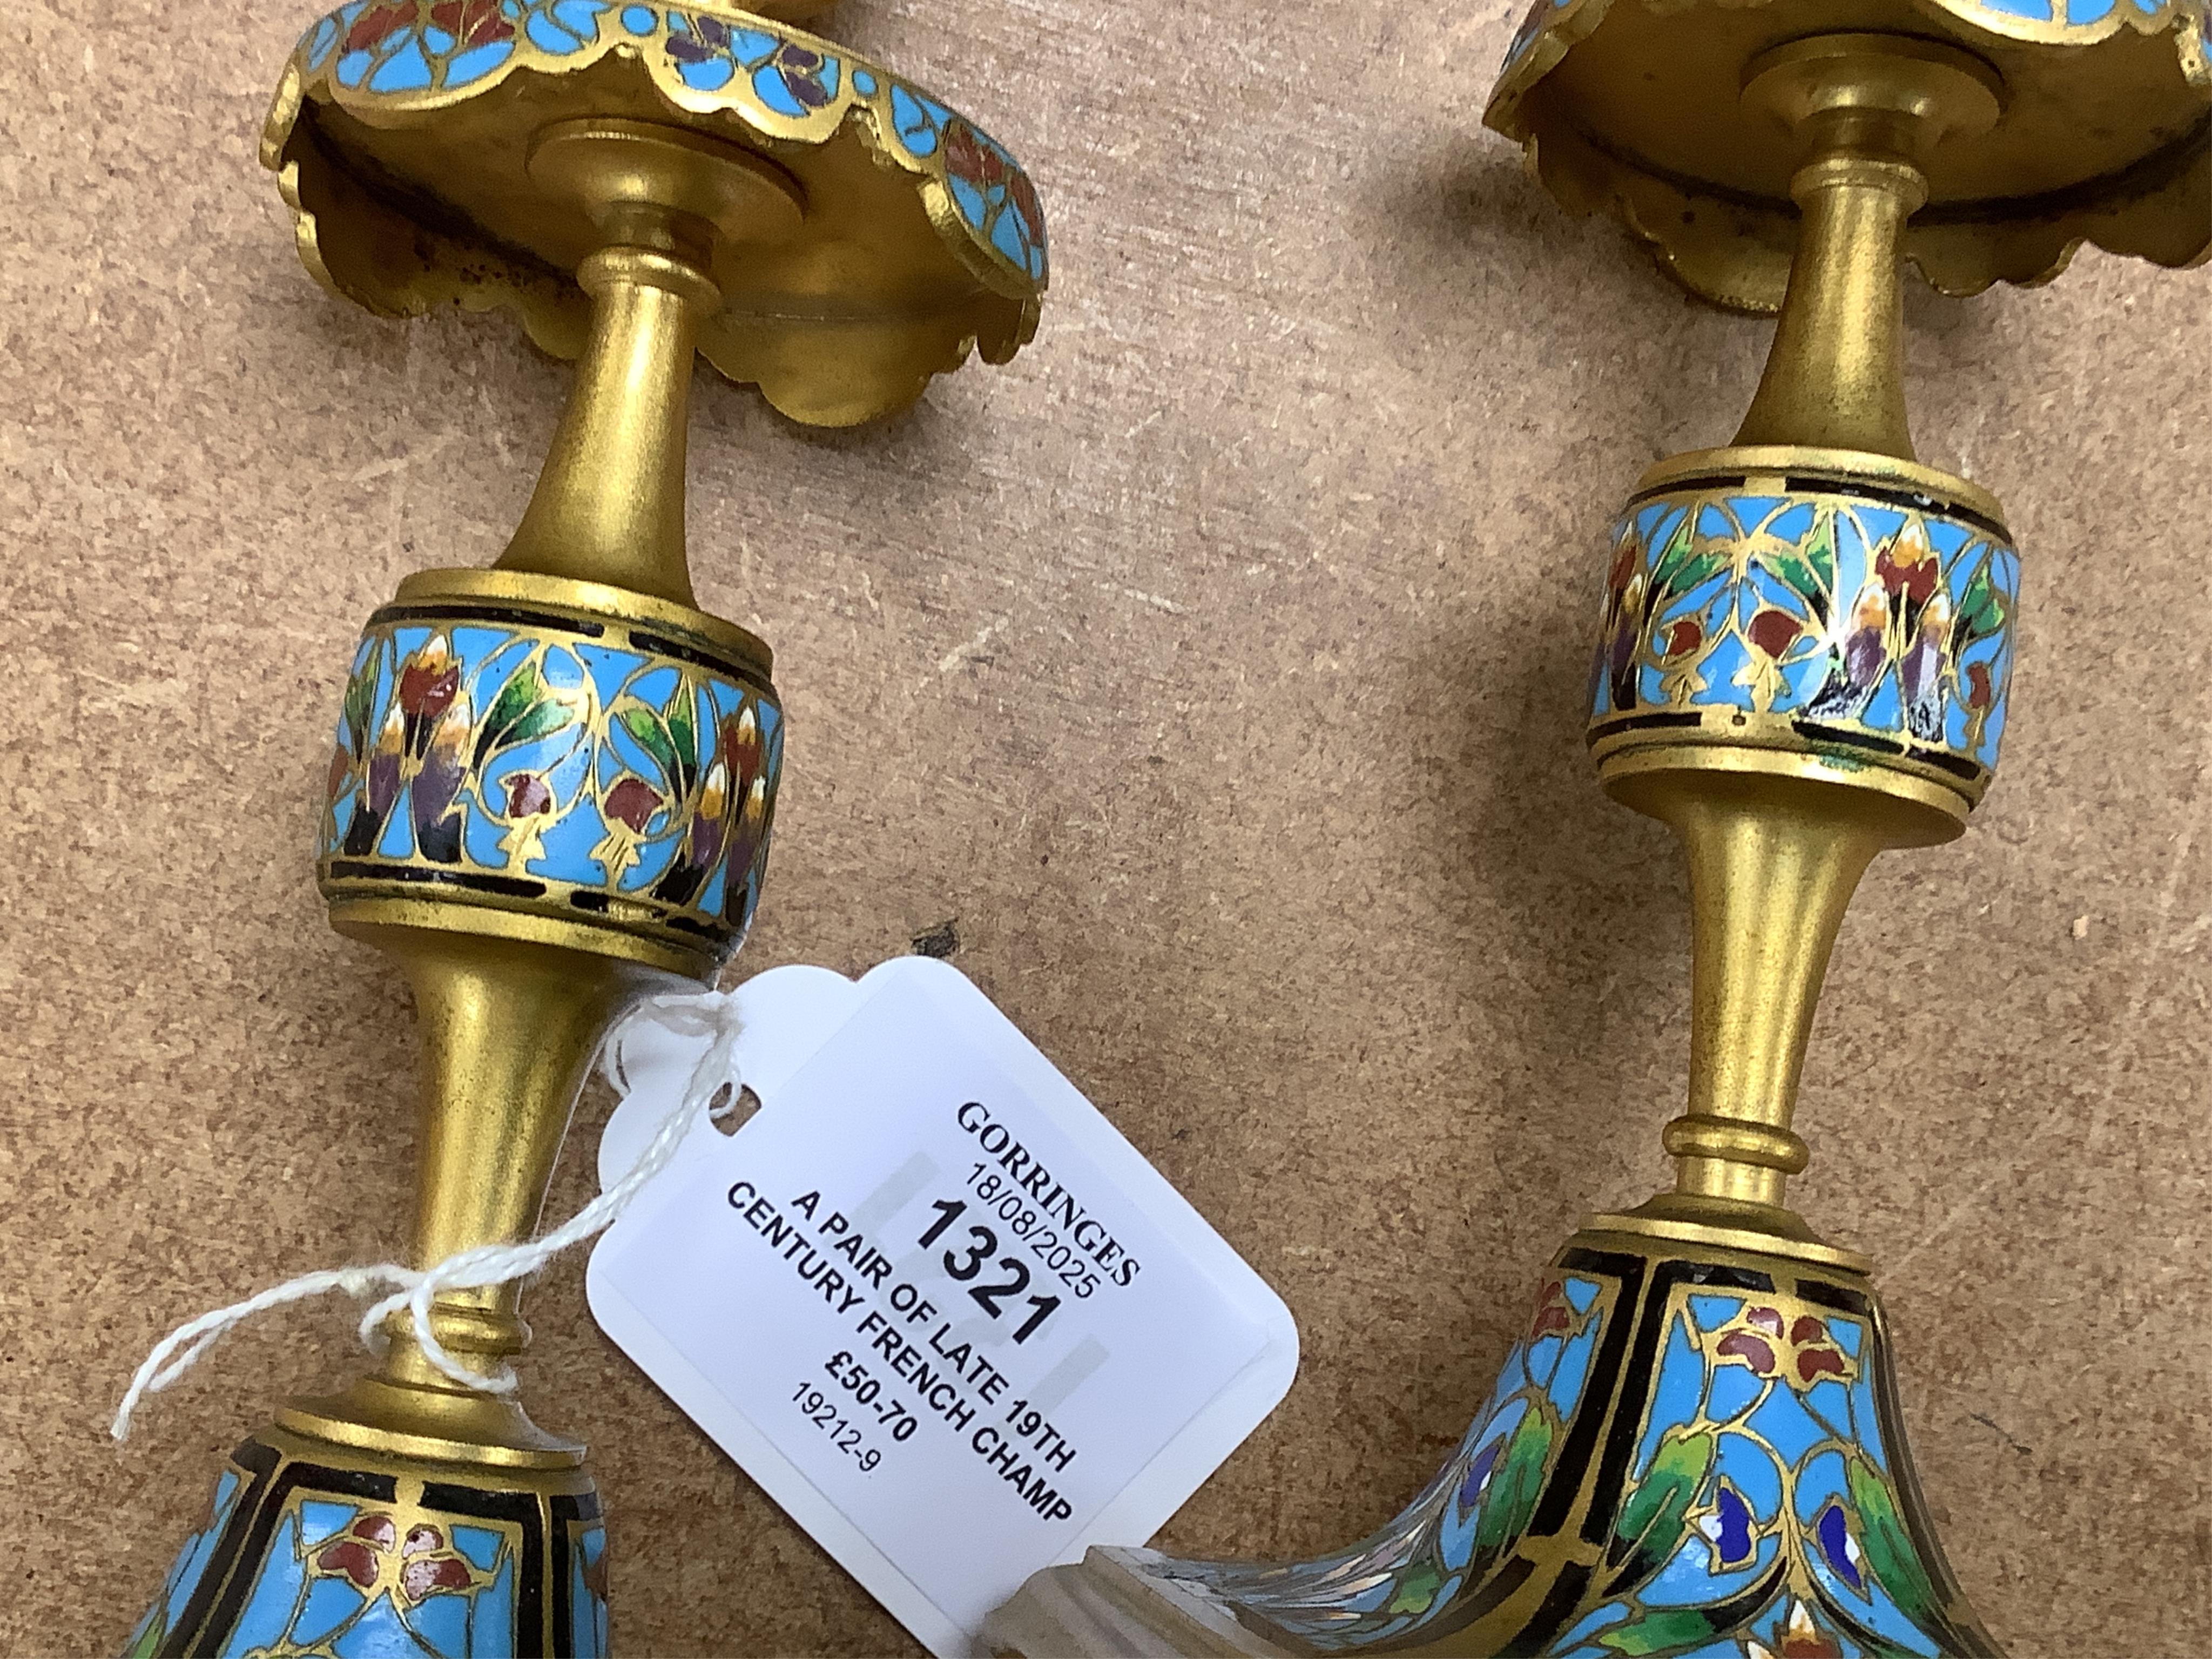 GORRINGES
18/08/2025
1321
A PAIR OF LATE 19TH
CENTURY FRENCH CHAMP
£50-70
19212-9